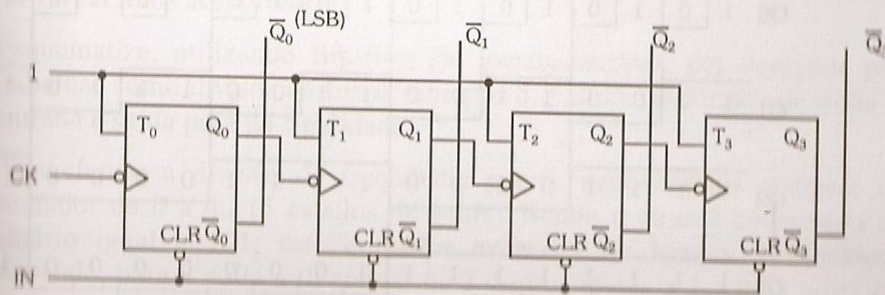 Q̅₀ (LSB) Q̅₁ Q̅₂ Q̅
1
T₀ Q₀ T₁ Q₁ T₂ Q₂ T₃ Q₃
CK
CLR Q̅₀ CLR Q̅₁ CLR Q̅₂ CLR Q̅₃
IN